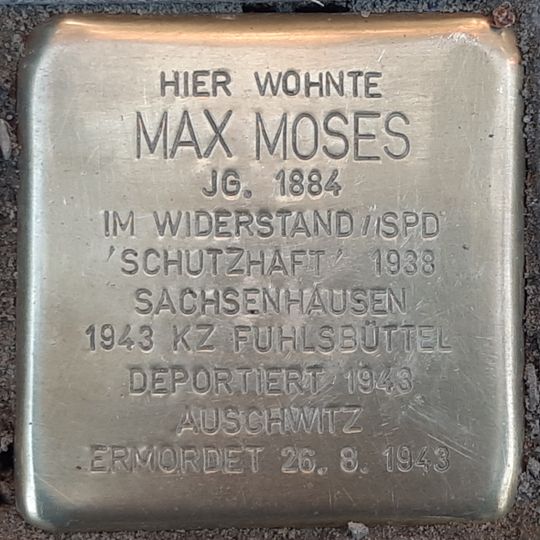 HIER WOHNTE
MAX MOSES
JG. 1884
IM WIDERSTAND/SPD
'SCHUTZHAFT' 1938
SACHSENHAUSEN
1943 KZ FUHLSBÜTTEL
DEPORTIERT 1943
AUSCHWITZ
ERMORDET 26. 8. 1943